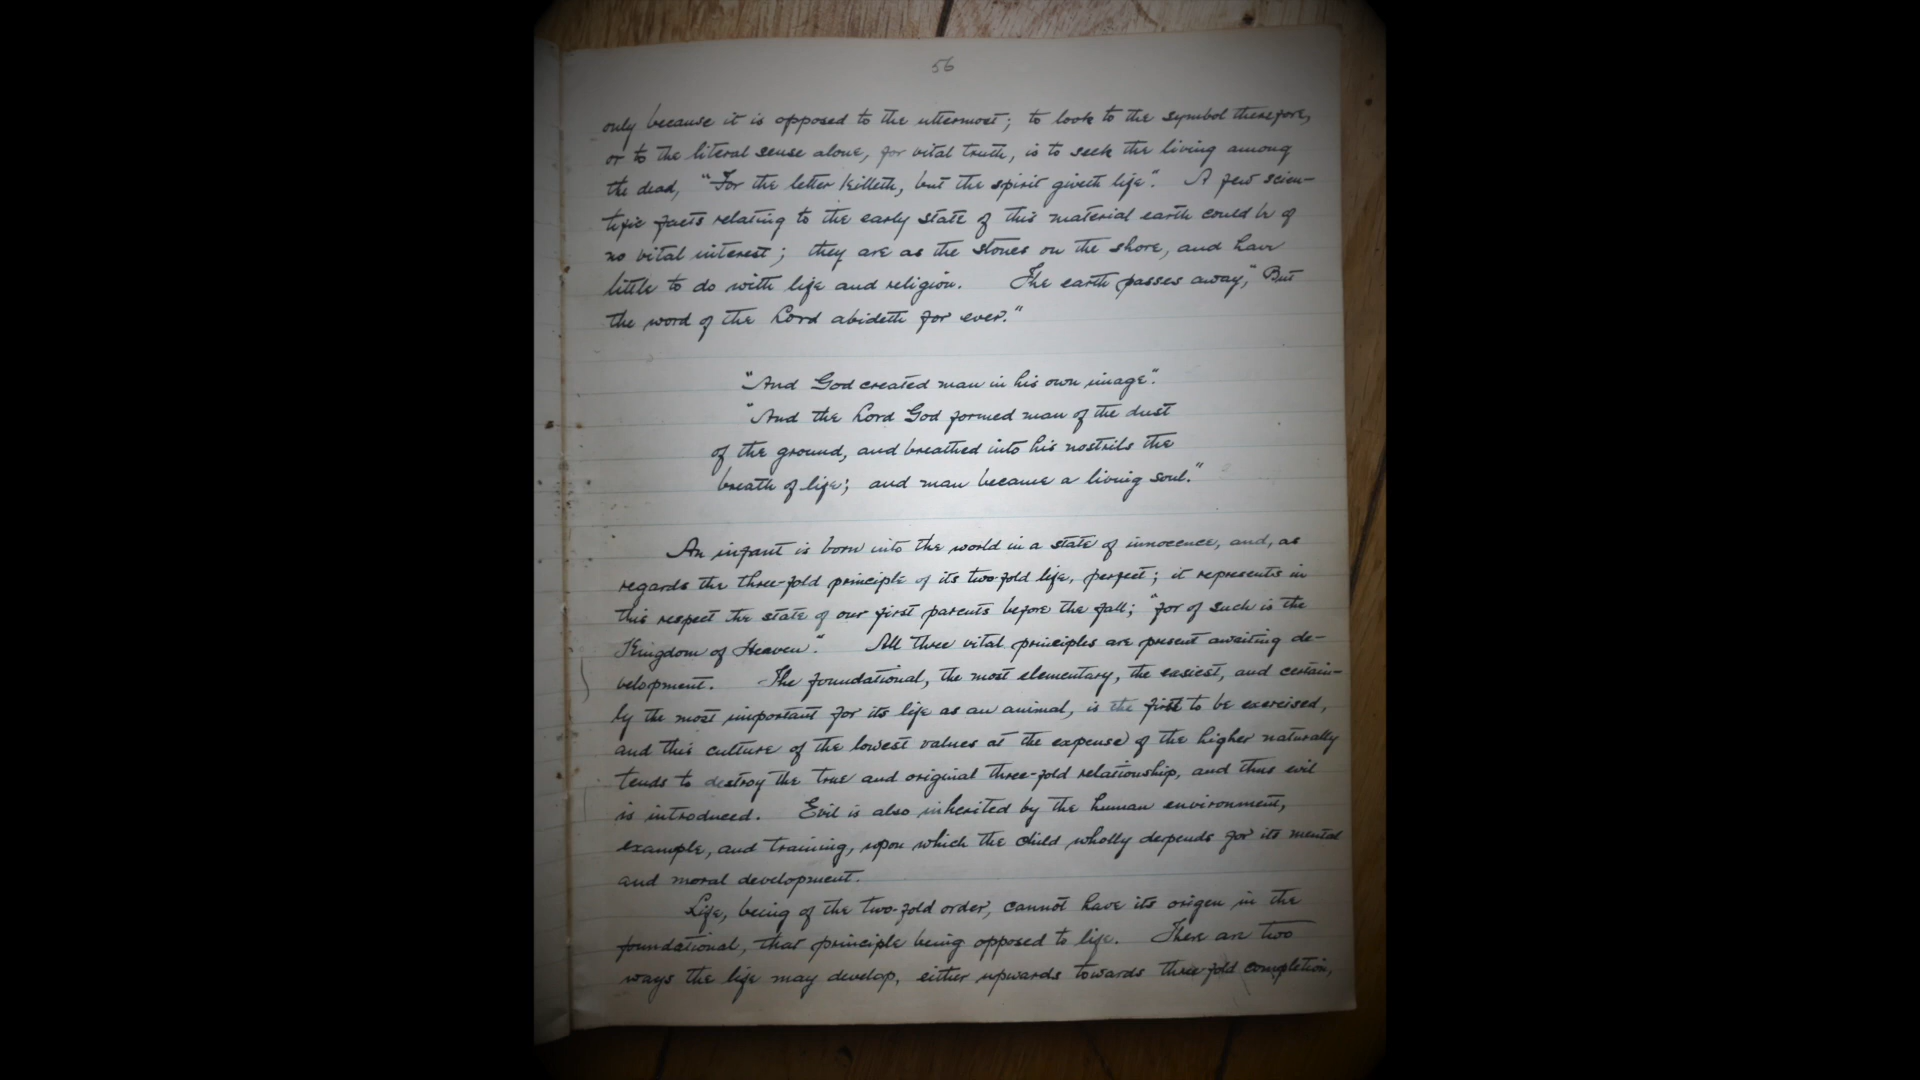 56
only because it is opposed to the uttermost; to look to the symbol therefore,
or to the literal sense alone, for vital truth, is to seek the living among
the dead, "For the letter killeth, but the spirit giveth life". A few scien-
tific facts relating to the early state of this material earth could be of
no vital interest; they are as the stones on the shore, and have
little to do with life and religion. The earth passes away," But
the word of the Lord abideth for ever."
"And God created man in his own image".
"And the Lord God formed man of the dust
of the ground, and breathed into his nostrils the
breath of life; and man became a living soul."
An infant is born into the world in a state of innocence, and, as
regards the three-fold principle of its two-fold life, perfect; it represents in
this respect the state of our first parents before the fall; "for of such is the
Kingdom of Heaven". All three vital principles are present awaiting de-
velopment. The foundational, the most elementary, the easiest, and certain-
ly the most important for its life as an animal, is the first to be exercised,
and this culture of the lowest values at the expense of the higher naturally
tends to destroy the true and original three-fold relationship, and thus evil
is introduced. Evil is also inherited by the human environment,
example, and training, upon which the child wholly depends for its mental
and moral development.
Life, being of the two-fold order, cannot have its origen in the
foundational, that principle being opposed to life. There are two
ways the life may develop, either upwards towards three-fold completion,